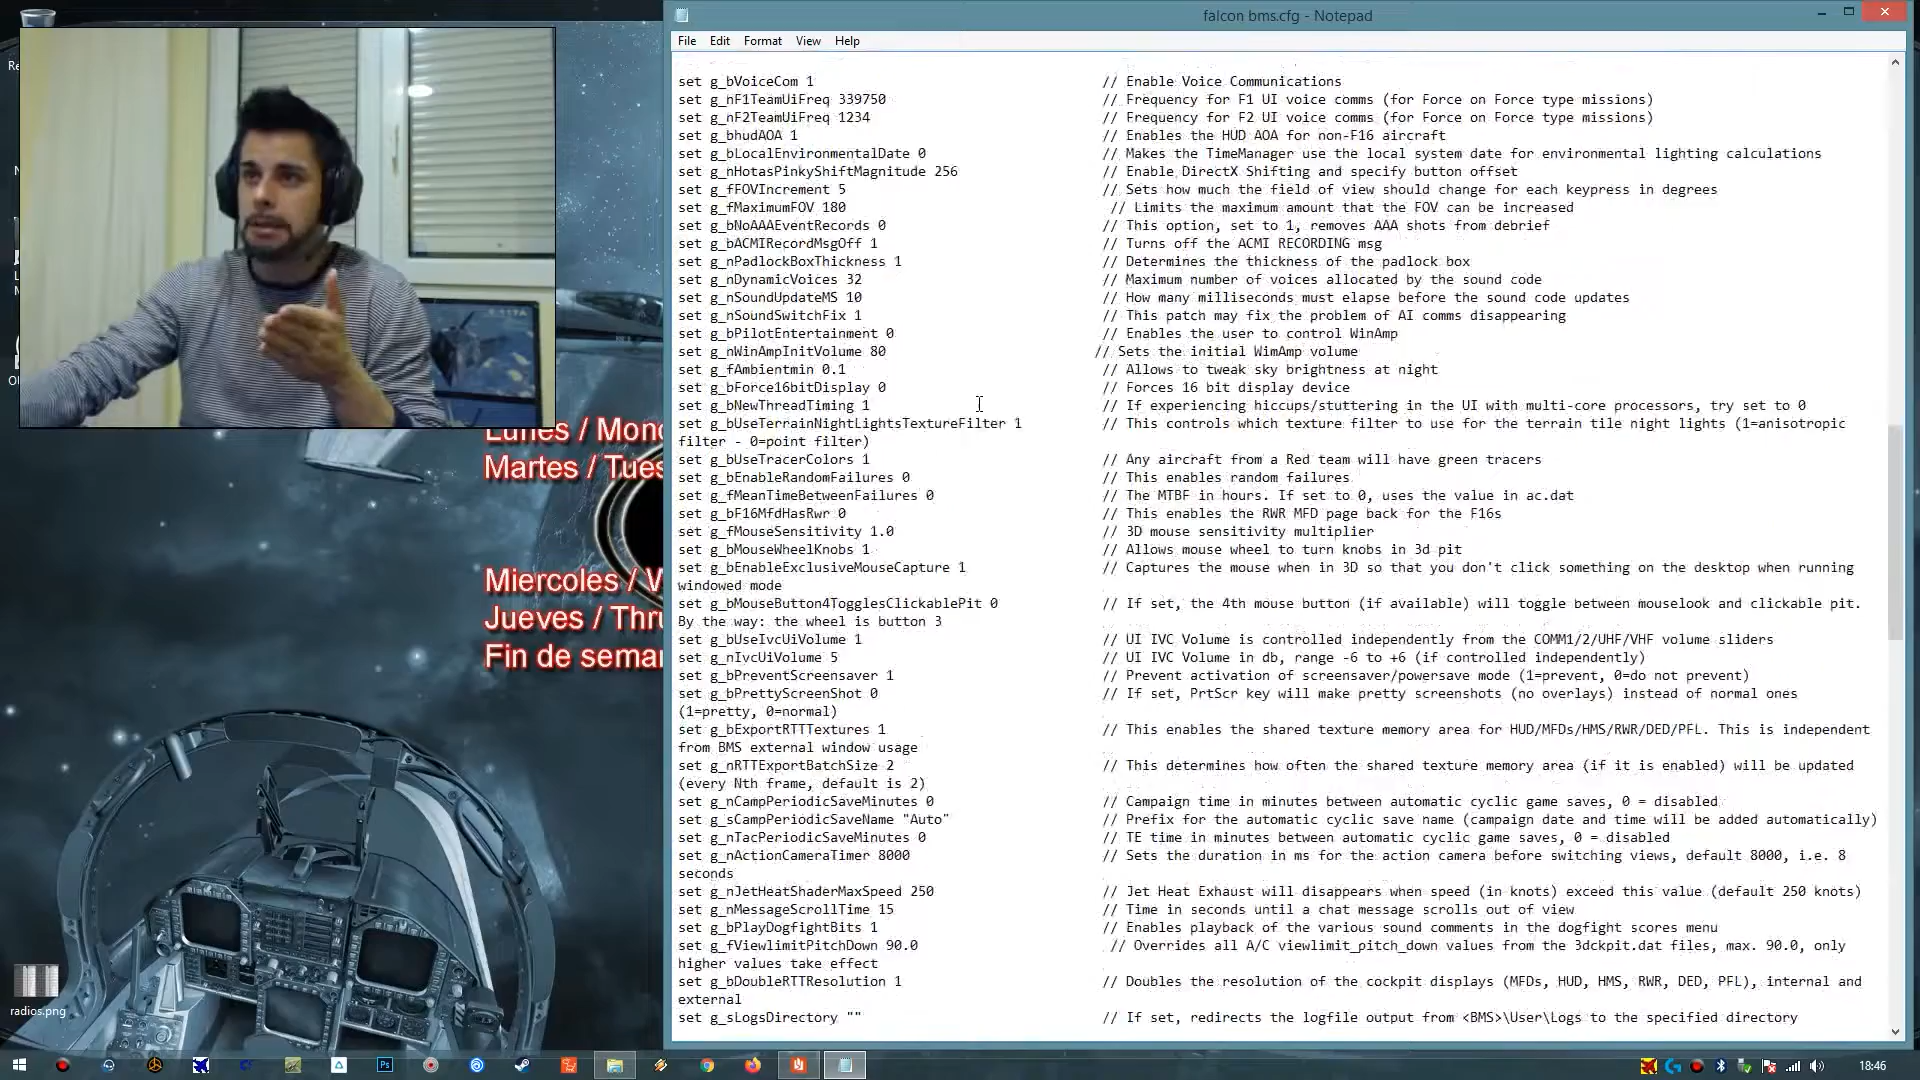 falcon bms.cfg - Notepad
File Edit Format View Help
set g_bVoiceCom 1 // Enable Voice Communications
set g_nF1TeamUiFreq 339750 // Frequency for F1 UI voice comms (for Force on Force type missions)
set g_nF2TeamUiFreq 1234 // Frequency for F2 UI voice comms (for Force on Force type missions)
set g_bhudAOA 1 // Enables the HUD AOA for non-F16 aircraft
set g_bLocalEnvironmentalDate 0 // Makes the TimeManager use the local system date for environmental lighting calculations
set g_nHotasPinkyShiftMagnitude 256 // Enable DirectX Shifting and specify button offset
set g_fFOVIncrement 5 // Sets how much the field of view should change for each keypress in degrees
set g_fMaximumFOV 180 // Limits the maximum amount that the FOV can be increased
set g_bNoAAAEventRecords 0 // This option, set to 1, removes AAA shots from debrief
set g_bACMIRecordMsgOff 1 // Turns off the ACMI RECORDING msg
set g_nPadlockBoxThickness 1 // Determines the thickness of the padlock box
set g_nDynamicVoices 32 // Maximum number of voices allocated by the sound code
set g_nSoundUpdateMS 10 // How many milliseconds must elapse before the sound code updates
set g_nSoundSwitchFix 1 // This patch may fix the problem of AI comms disappearing
set g_bPilotEntertainment 0 // Enables the user to control WinAmp
set g_nWinAmpInitVolume 80 // Sets the initial WimAmp volume
set g_fAmbientmin 0.1 // Allows to tweak sky brightness at night
set g_bForce16bitDisplay 0 // Forces 16 bit display device
set g_bNewThreadTiming 1 // If experiencing hiccups/stuttering in the UI with multi-core processors, try set to 0
set g_bUseTerrainNightLightsTextureFilter 1 // This controls which texture filter to use for the terrain tile night lights (1=anisotropic
filter - 0=point filter)
set g_bUseTracerColors 1 // Any aircraft from a Red team will have green tracers
set g_bEnableRandomFailures 0 // This enables random failures
set g_fMeanTimeBetweenFailures 0 // The MTBF in hours. If set to 0, uses the value in ac.dat
set g_bF16MfdHasRwr 0 // This enables the RWR MFD page back for the F16s
set g_fMouseSensitivity 1.0 // 3D mouse sensitivity multiplier
set g_bMouseWheelKnobs 1 // Allows mouse wheel to turn knobs in 3d pit
set g_bEnableExclusiveMouseCapture 1 // Captures the mouse when in 3D so that you don't click something on the desktop when running
windowed mode
set g_bMouseButton4TogglesClickablePit 0 // If set, the 4th mouse button (if available) will toggle between mouselook and clickable pit.
By the way: the wheel is button 3
set g_bUseIvcUiVolume 1 // UI IVC Volume is controlled independently from the COMM1/2/UHF/VHF volume sliders
set g_nIvcUiVolume 5 // UI IVC Volume in db, range -6 to +6 (if controlled independently)
set g_bPreventScreensaver 1 // Prevent activation of screensaver/powersave mode (1=prevent, 0=do not prevent)
set g_bPrettyScreenShot 0 // If set, PrtScr key will make pretty screenshots (no overlays) instead of normal ones
(1=pretty, 0=normal)
set g_bExportRTTTextures 1 // This enables the shared texture memory area for HUD/MFDs/HMS/RWR/DED/PFL. This is independent
from BMS external window usage
set g_nRTTExportBatchSize 2 // This determines how often the shared texture memory area (if it is enabled) will be updated
(every Nth frame, default is 2)
set g_nCampPeriodicSaveMinutes 0 // Campaign time in minutes between automatic cyclic game saves, 0 = disabled
set g_sCampPeriodicSaveName "Auto" // Prefix for the automatic cyclic save name (campaign date and time will be added automatically)
set g_nTacPeriodicSaveMinutes 0 // TE time in minutes between automatic cyclic game saves, 0 = disabled
set g_nActionCameraTimer 8000 // Sets the duration in ms for the action camera before switching views, default 8000, i.e. 8
seconds
set g_nJetHeatShaderMaxSpeed 250 // Jet Heat Exhaust will disappears when speed (in knots) exceed this value (default 250 knots)
set g_nMessageScrollTime 15 // Time in seconds until a chat message scrolls out of view
set g_bPlayDogfightBits 1 // Enables playback of the various sound comments in the dogfight scores menu
set g_fViewlimitPitchDown 90.0 // Overrides all A/C viewlimit_pitch_down values from the 3dckpit.dat files, max. 90.0, only
higher values take effect
set g_bDoubleRTTResolution 1 // Doubles the resolution of the cockpit displays (MFDs, HUD, HMS, RWR, DED, PFL), internal and
external
set g_sLogsDirectory "" // If set, redirects the logfile output from <BMS>\User\Logs to the specified directory
Lunes / Mond
Martes / Tues
Miercoles / W
Jueves / Thru
Fin de seman
radios.png
Ps
18:46